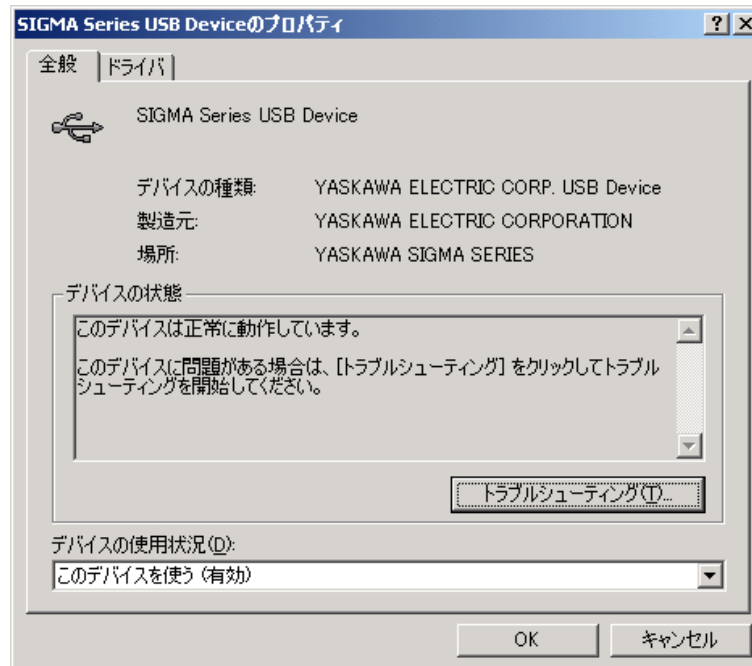 SIGMA Series USB Deviceのプロパティ
全般 ドライバ
SIGMA Series USB Device
デバイスの種類: YASKAWA ELECTRIC CORP. USB Device
製造元: YASKAWA ELECTRIC CORPORATION
場所: YASKAWA SIGMA SERIES
デバイスの状態
このデバイスは正常に動作しています。
このデバイスに問題がある場合は、[トラブルシューティング] をクリックしてトラブル
シューティングを開始してください。
トラブルシューティング(T)...
デバイスの使用状況(D):
このデバイスを使う (有効)
OK キャンセル